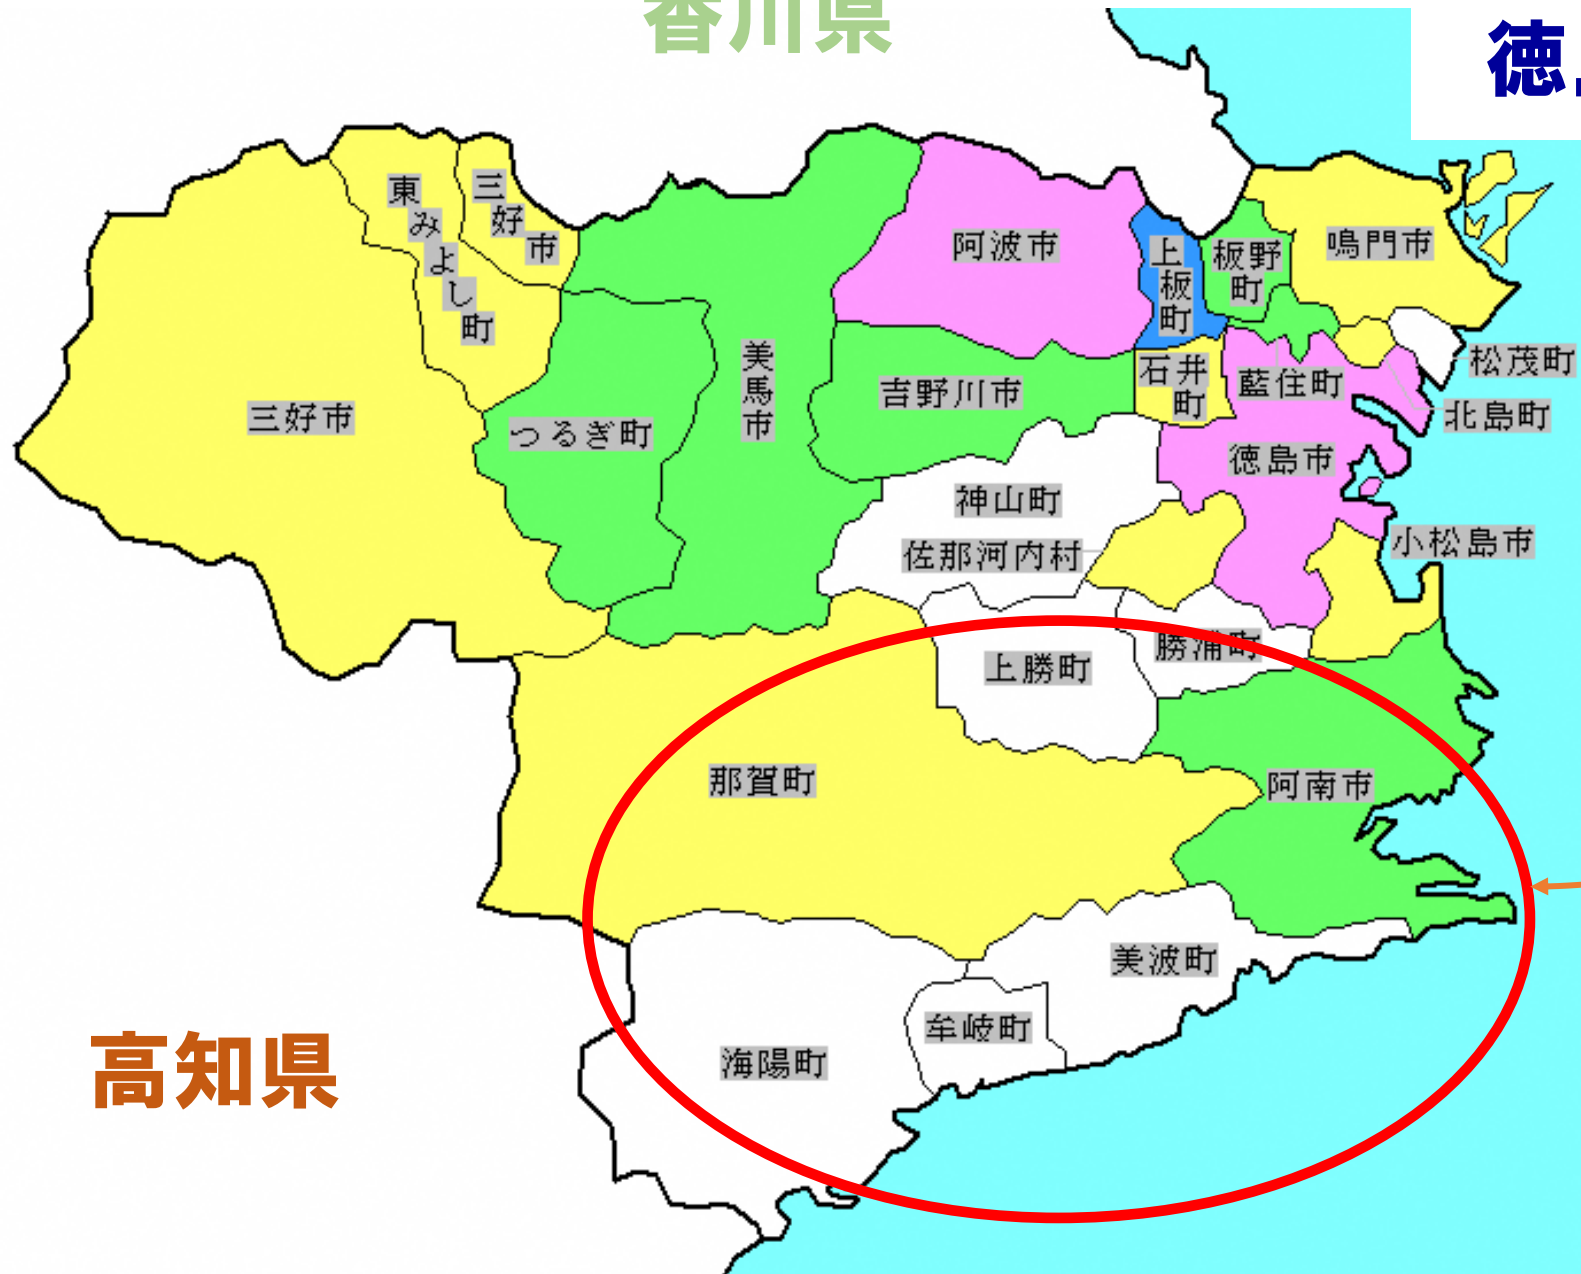 香川県
徳
東みよし町
三好市
阿波市
上板町
板野町
鳴門市
松茂町
美馬市
吉野川市
石井町
藍住町
北島町
三好市
つるぎ町
徳島市
神山町
小松島市
佐那河内村
勝浦町
上勝町
那賀町
阿南市
美波町
牟岐町
海陽町
高知県